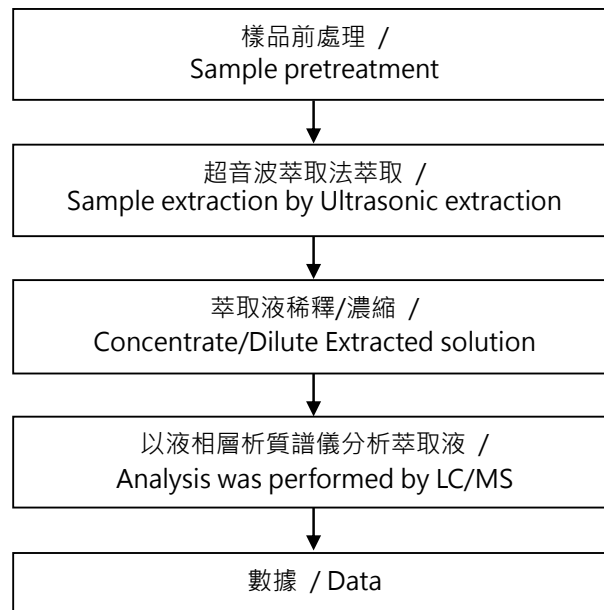 樣品前處理 /
Sample pretreatment
超音波萃取法萃取 /
Sample extraction by Ultrasonic extraction
萃取液稀釋/濃縮 /
Concentrate/Dilute Extracted solution
以液相層析質譜儀分析萃取液 /
Analysis was performed by LC/MS
數據 / Data